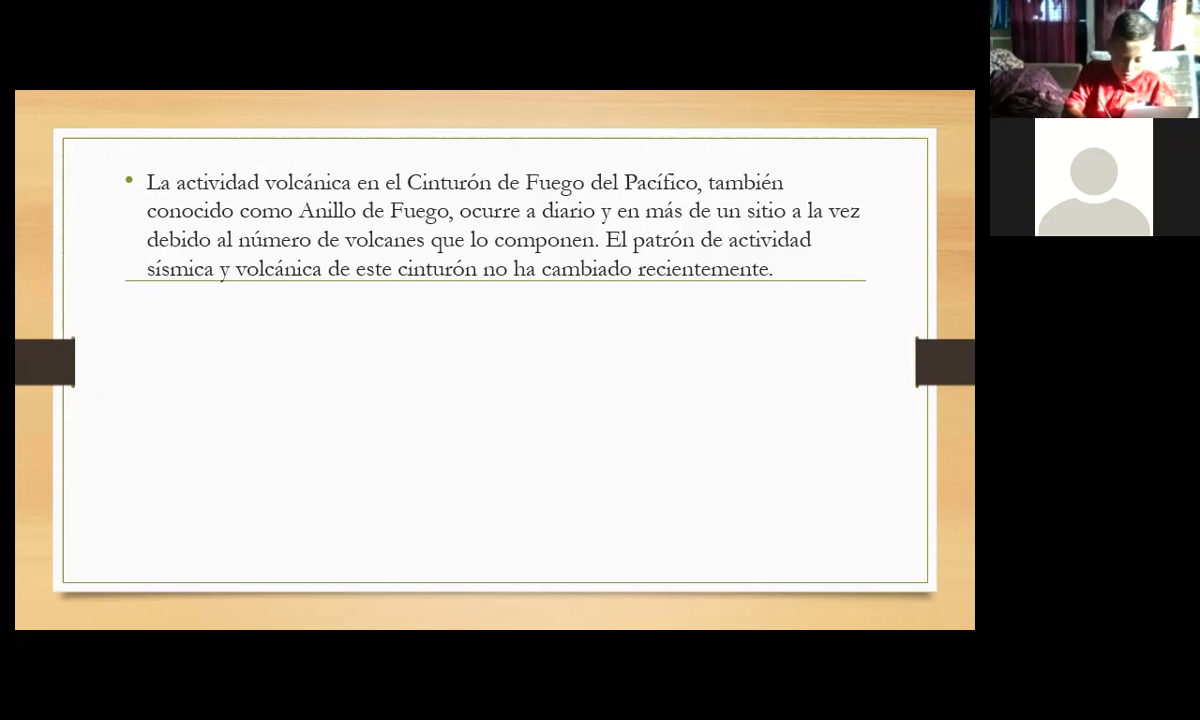 La actividad volcánica en el Cinturón de Fuego del Pacífico, también
conocido como Anillo de Fuego, ocurre a diario y en más de un sitio a la vez
debido al número de volcanes que lo componen. El patrón de actividad
sísmica y volcánica de este cinturón no ha cambiado recientemente.